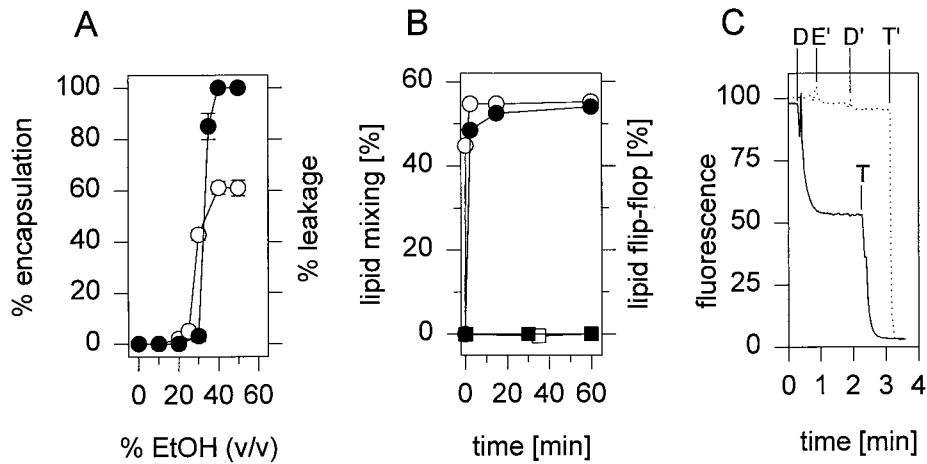 A
% encapsulation
100
80
60
40
20
0
% leakage
0 20 40 60
% EtOH (v/v)
B
lipid mixing [%]
60
40
20
0
lipid flip-flop [%]
0 20 40 60
time [min]
C
D E' D' T'
fluorescence
100
75
50
25
0
T
0 1 2 3 4
time [min]